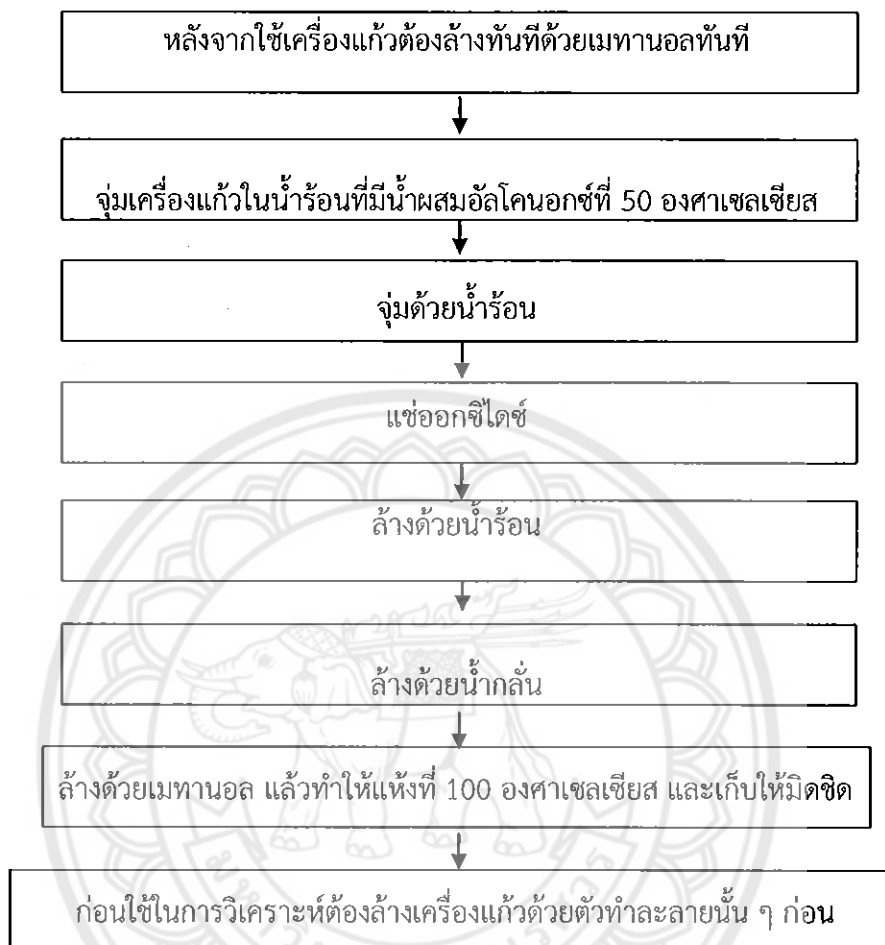 หลังจากใช้เครื่องแก้วต้องล้างทันทีด้วยเมทานอลทันที
จุ่มเครื่องแก้วในน้ำร้อนที่มีน้ำผสมอัลโคนอกซ์ที่ 50 องศาเซลเซียส
จุ่มด้วยน้ำร้อน
แช่ออกซิไดซ์
ล้างด้วยน้ำร้อน
ล้างด้วยน้ำกลั่น
ล้างด้วยเมทานอล แล้วทำให้แห้งที่ 100 องศาเซลเซียส และเก็บให้มิดชิด
ก่อนใช้ในการวิเคราะห์ต้องล้างเครื่องแก้วด้วยตัวทำละลายนั้น ๆ ก่อน